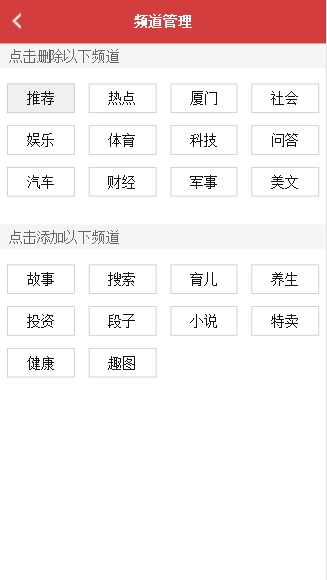 频道管理
点击删除以下频道
推荐 热点 厦门 社会
娱乐 体育 科技 问答
汽车 财经 军事 美文
点击添加以下频道
故事 搜索 育儿 养生
投资 段子 小说 特卖
健康 趣图